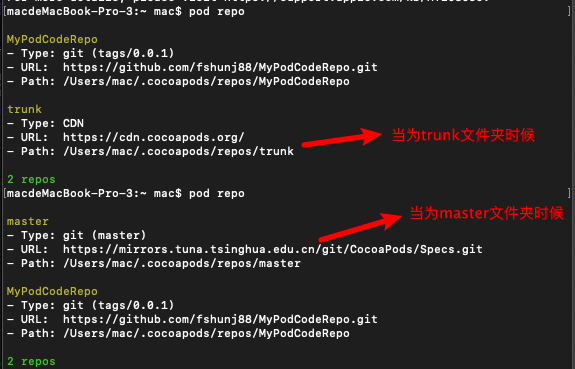 [macdeMacBook-Pro-3:~ mac$ pod repo
MyPodCodeRepo
- Type: git (tags/0.0.1)
- URL:  https://github.com/fshunj88/MyPodCodeRepo.git
- Path: /Users/mac/.cocoapods/repos/MyPodCodeRepo
trunk
- Type: CDN
- URL:  https://cdn.cocoapods.org/
当为trunk文件夹时候
- Path: /Users/mac/.cocoapods/repos/trunk
2 repos
[macdeMacBook-Pro-3:~ mac$ pod repo
当为master文件夹时候
master
- Type: git (master)
- URL:  https://mirrors.tuna.tsinghua.edu.cn/git/CocoaPods/Specs.git
- Path: /Users/mac/.cocoapods/repos/master
MyPodCodeRepo
- Type: git (tags/0.0.1)
- URL:  https://github.com/fshunj88/MyPodCodeRepo.git
- Path: /Users/mac/.cocoapods/repos/MyPodCodeRepo
2 repos